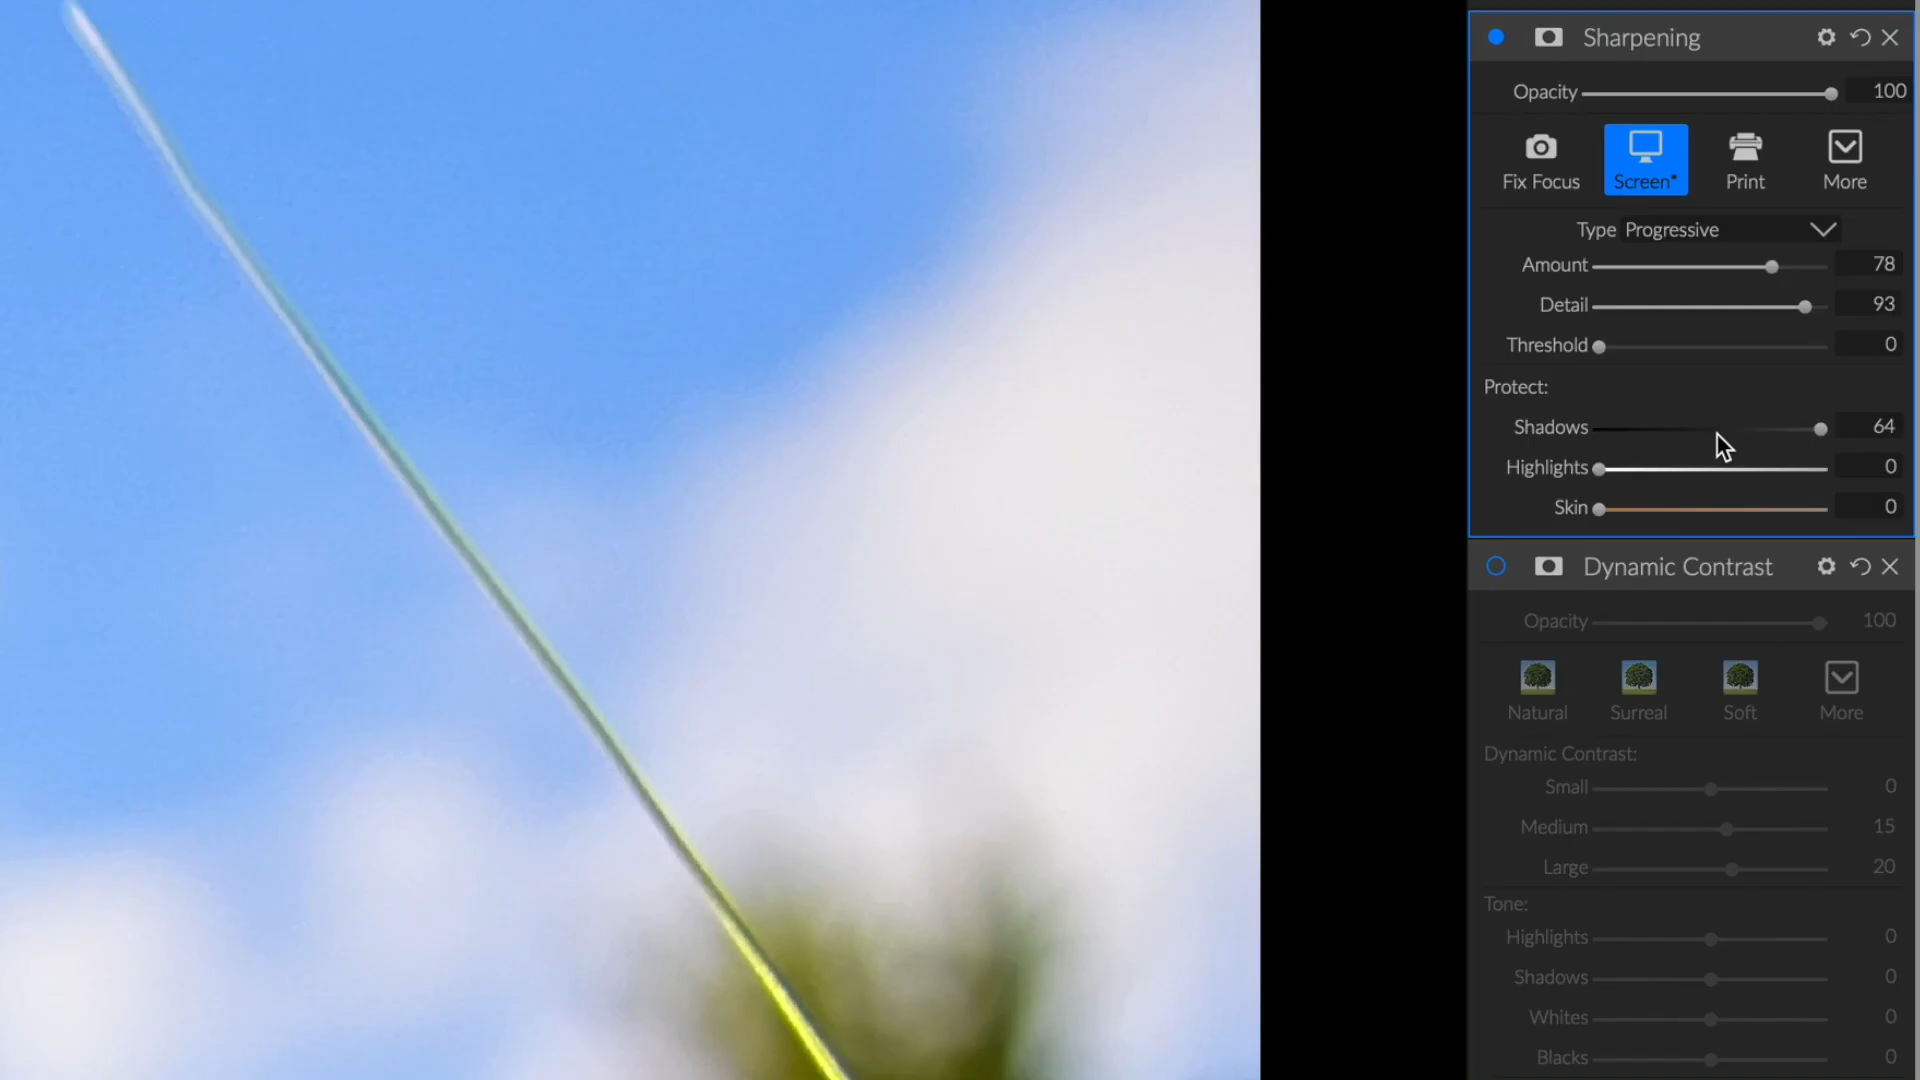 Sharpening
Opacity 100
Fix Focus Screen* Print More
Type Progressive
Amount 78
Detail 93
Threshold 0
Protect:
Shadows 64
Highlights 0
Skin 0
Dynamic Contrast
Opacity 100
Natural Surreal Soft More
Dynamic Contrast:
Small 0
Medium 15
Large 20
Tone:
Highlights 0
Shadows 0
Whites 0
Blacks 0